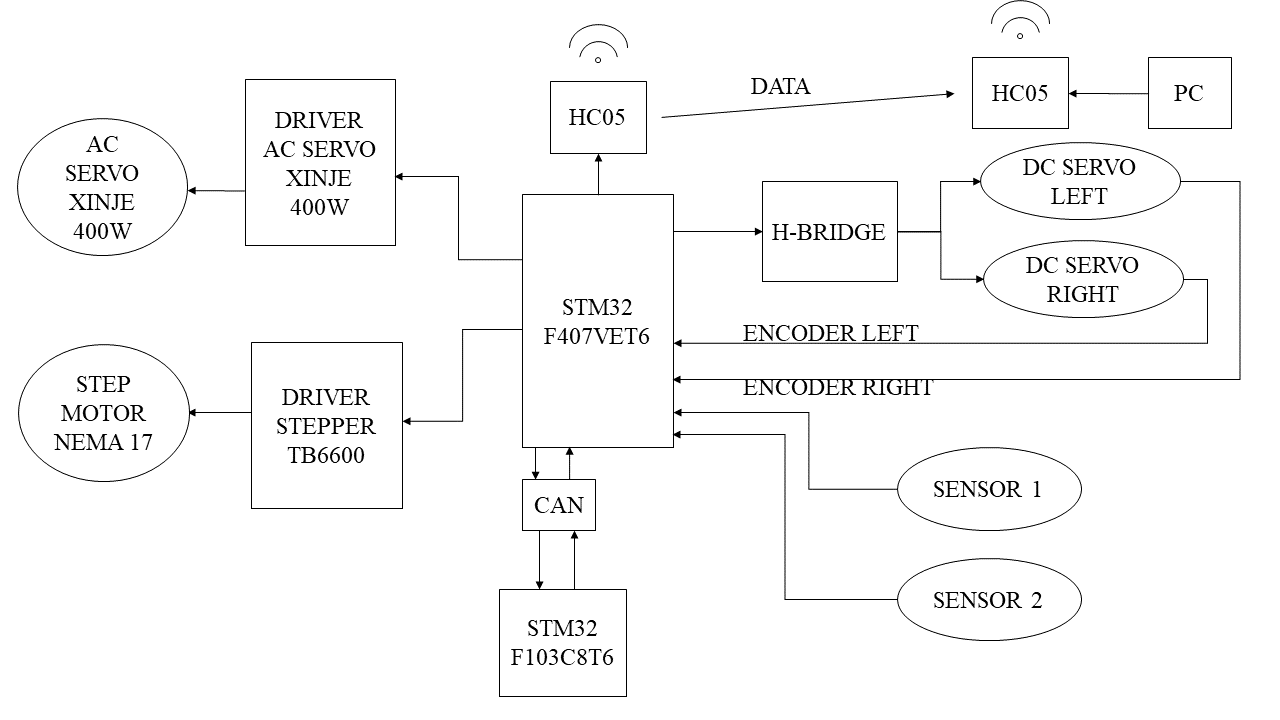 DATA
HC05
PC
HC05
DRIVER
AC SERVO
XINJE
400W
AC
SERVO
XINJE
400W
DC SERVO
LEFT
H-BRIDGE
DC SERVO
RIGHT
STM32
F407VET6
ENCODER LEFT
ENCODER RIGHT
STEP
MOTOR
NEMA 17
DRIVER
STEPPER
TB6600
SENSOR 1
CAN
SENSOR 2
STM32
F103C8T6